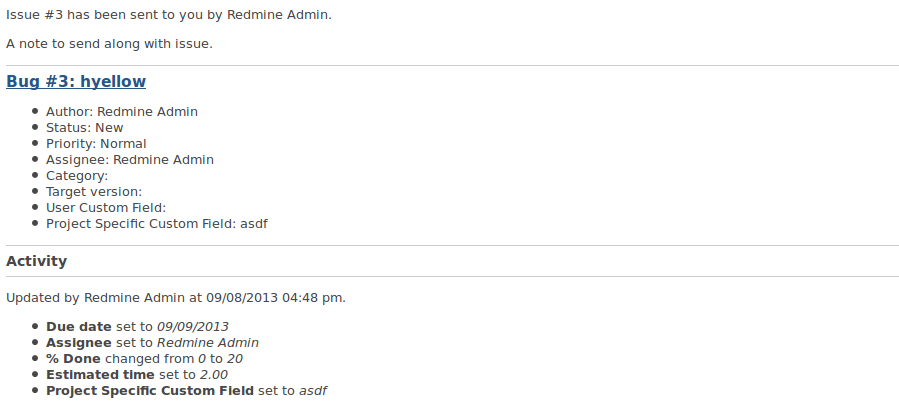 Issue #3 has been sent to you by Redmine Admin.
A note to send along with issue.
Bug #3: hyellow
Author: Redmine Admin
Status: New
Priority: Normal
Assignee: Redmine Admin
Category:
Target version:
User Custom Field:
Project Specific Custom Field: asdf
Activity
Updated by Redmine Admin at 09/08/2013 04:48 pm.
Due date set to 09/09/2013
Assignee set to Redmine Admin
% Done changed from 0 to 20
Estimated time set to 2.00
Project Specific Custom Field set to asdf